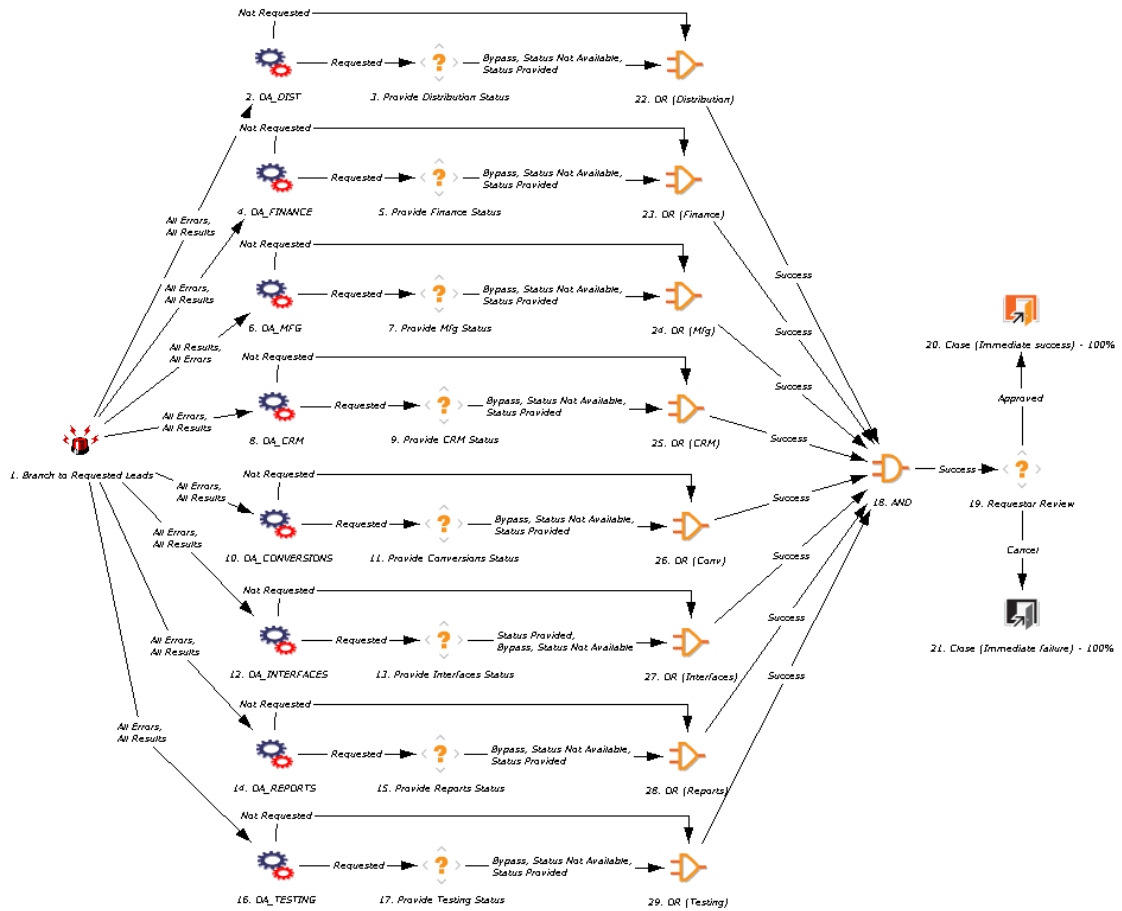 Not Requested
Requested
Bypass, Status Not Available,
Status Provided
2. OA_DIST
3. Provide Distribution Status
22. OR (Distribution)
Not Requested
Requested
Bypass, Status Not Available,
Status Provided
4. OA_FINANCE
5. Provide Finance Status
23. OR (Finance)
All Errors,
All Results
Not Requested
Requested
Bypass, Status Not Available,
Status Provided
6. OA_MFG
7. Provide Mfg Status
24. OR (Mfg)
All Errors,
All Results
Success
Success
20. Close (Immediate success) - 100%
All Results,
All Errors
Not Requested
Requested
Bypass, Status Not Available,
Status Provided
8. OA_CRM
9. Provide CRM Status
25. OR (CRM)
All Errors,
All Results
Success
Success
Approved
1. Branch to Requested Leads
All Errors,
All Results
Not Requested
Requested
Bypass, Status Not Available,
Status Provided
10. OA_CONVERSIONS
11. Provide Conversions Status
26. OR (Conv)
Success
18. AND
Success
19. Requestor Review
Cancel
All Errors,
All Results
Not Requested
Requested
Status Provided,
Bypass, Status Not Available
12. OA_INTERFACES
13. Provide Interfaces Status
27. OR (Interfaces)
Success
Success
Success
21. Close (Immediate failure) - 100%
All Errors,
All Results
Not Requested
Requested
Bypass, Status Not Available,
Status Provided
14. OA_REPORTS
15. Provide Reports Status
28. OR (Reports)
All Errors,
All Results
Not Requested
Requested
Bypass, Status Not Available,
Status Provided
16. OA_TESTING
17. Provide Testing Status
29. OR (Testing)